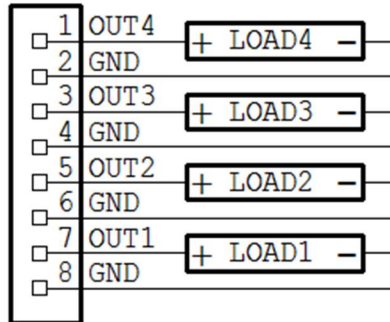 1 OUT4 + LOAD4 −
2 GND
3 OUT3 + LOAD3 −
4 GND
5 OUT2 + LOAD2 −
6 GND
7 OUT1 + LOAD1 −
8 GND